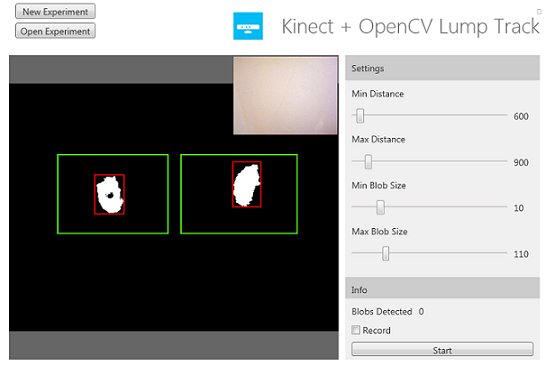 New Experiment
Open Experiment
Kinect + OpenCV Lump Track
Settings
Min Distance
600
Max Distance
900
Min Blob Size
10
Max Blob Size
110
Info
Blobs Detected 0
Record
Start